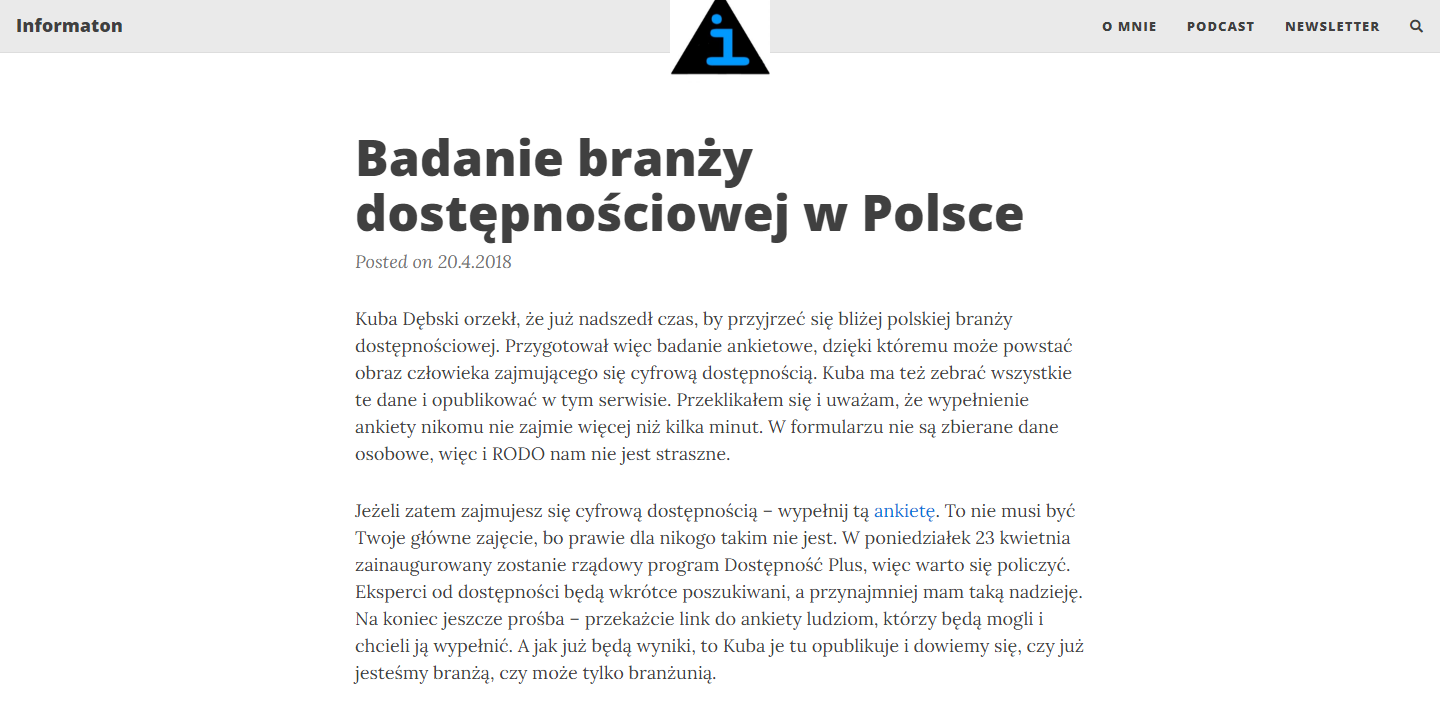 Informaton
i
O MNIE
PODCAST
NEWSLETTER
Badanie branży
dostępnościowej w Polsce
Posted on 20.4.2018
Kuba Dębski orzekł, że już nadszedł czas, by przyjrzeć się bliżej polskiej branży
dostępnościowej. Przygotował więc badanie ankietowe, dzięki któremu może powstać
obraz człowieka zajmującego się cyfrową dostępnością. Kuba ma też zebrać wszystkie
te dane i opublikować w tym serwisie. Przeklikałem się i uważam, że wypełnienie
ankiety nikomu nie zajmie więcej niż kilka minut. W formularzu nie są zbierane dane
osobowe, więc i RODO nam nie jest straszne.
Jeżeli zatem zajmujesz się cyfrową dostępnością – wypełnij tą ankietę. To nie musi być
Twoje główne zajęcie, bo prawie dla nikogo takim nie jest. W poniedziałek 23 kwietnia
zainaugurowany zostanie rządowy program Dostępność Plus, więc warto się policzyć.
Eksperci od dostępności będą wkrótce poszukiwani, a przynajmniej mam taką nadzieję.
Na koniec jeszcze prośba – przekażcie link do ankiety ludziom, którzy będą mogli i
chcieli ją wypełnić. A jak już będą wyniki, to Kuba je tu opublikuje i dowiemy się, czy już
jesteśmy branżą, czy może tylko branżunią.